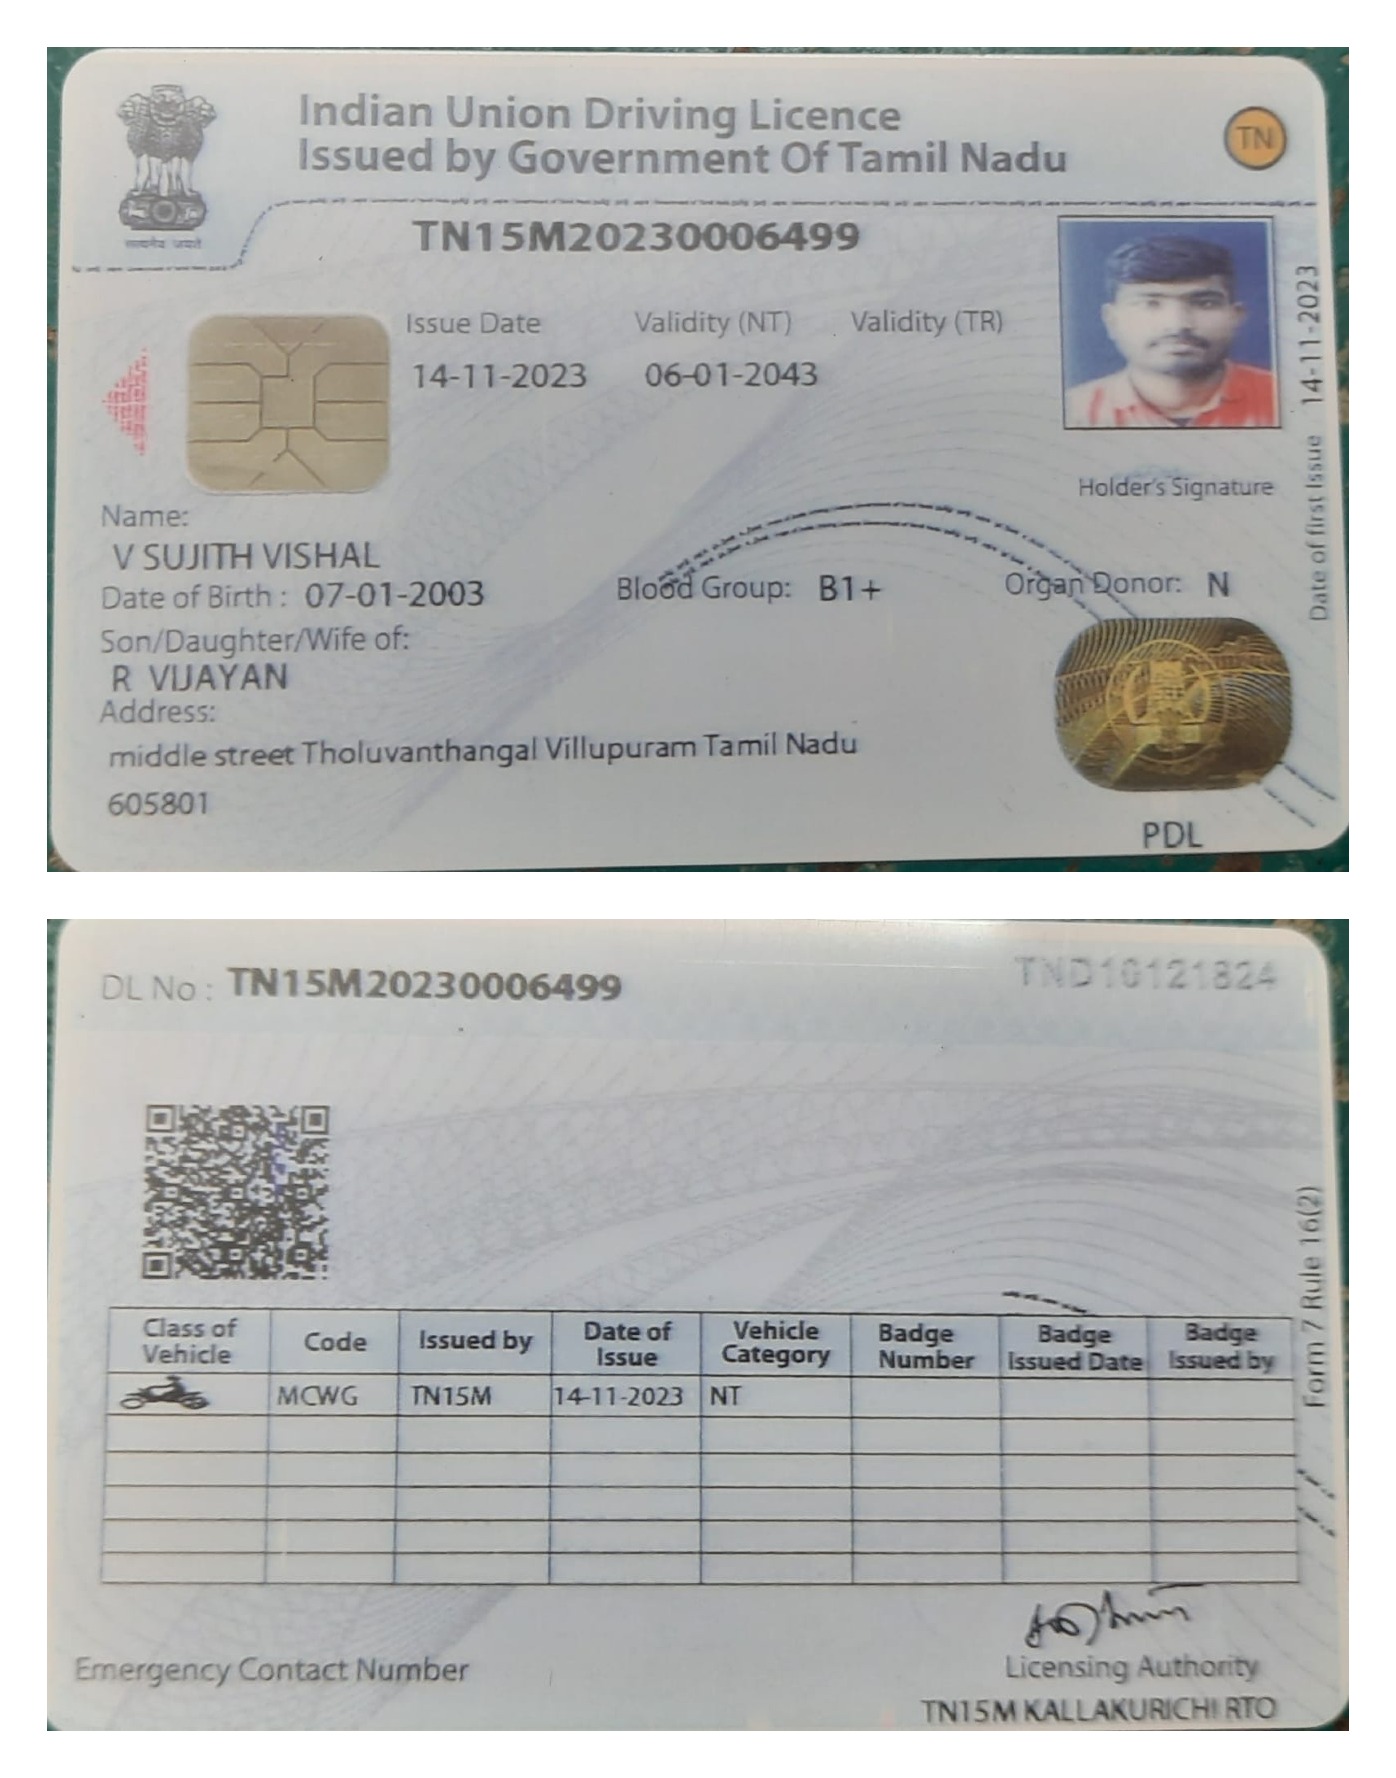 Indian Union Driving Licence
Issued by Government Of Tamil Nadu
TN
सत्यमेव जयते
TN15M20230006499
Issue Date Validity (NT) Validity (TR)
14-11-2023 06-01-2043
Date of first Issue 14-11-2023
Holder's Signature
Name:
V SUJITH VISHAL
Date of Birth : 07-01-2003 Blood Group: B1+ Organ Donor: N
Son/Daughter/Wife of:
R VIJAYAN
Address:
middle street Tholuvanthangal Villupuram Tamil Nadu
605801
PDL
DL No : TN15M20230006499 TND10121824
Form 7 Rule 16(2)
Class of Vehicle Code Issued by Date of Issue Vehicle Category Badge Number Badge Issued Date Badge Issued by
MCWG TN15M 14-11-2023 NT
Emergency Contact Number
Licensing Authority
TN15M KALLAKURICHI RTO